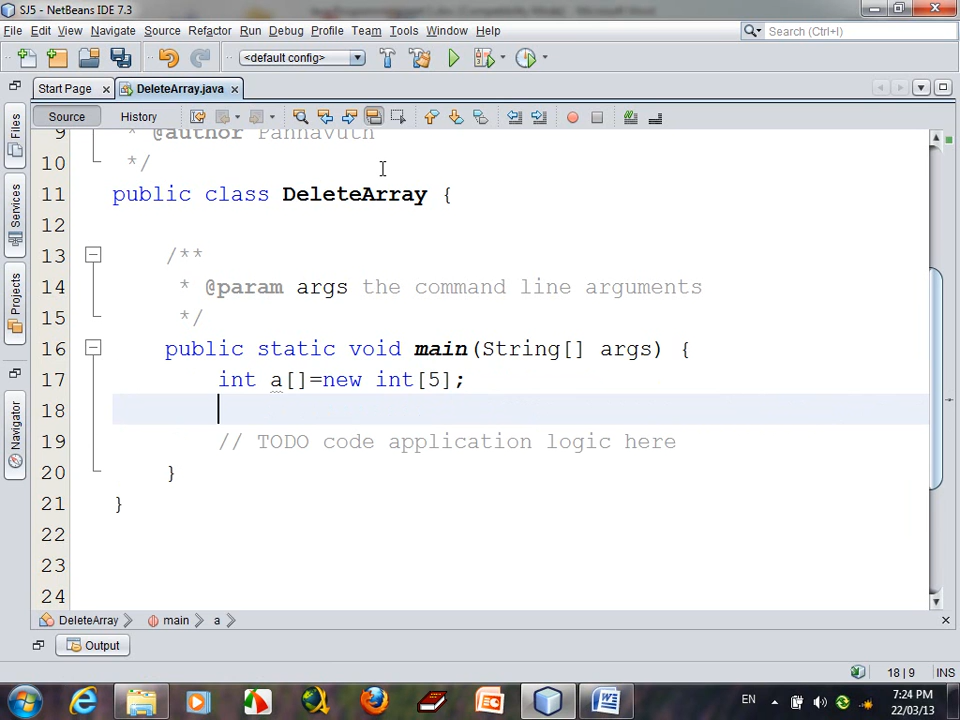 SJ5 - NetBeans IDE 7.3
File Edit View Navigate Source Refactor Run Debug Profile Team Tools Window Help
Search (Ctrl+I)
<default config>
Start Page DeleteArray.java
Source History
Files
Services
Projects
Navigator
9 * @author Pannavuth
10 */
11 public class DeleteArray {
12
13 /**
14 * @param args the command line arguments
15 */
16 public static void main(String[] args) {
17 int a[]=new int[5];
18
19 // TODO code application logic here
20 }
21 }
22
23
24
DeleteArray main a
Output
18 | 9 INS
EN 7:24 PM
22/03/13